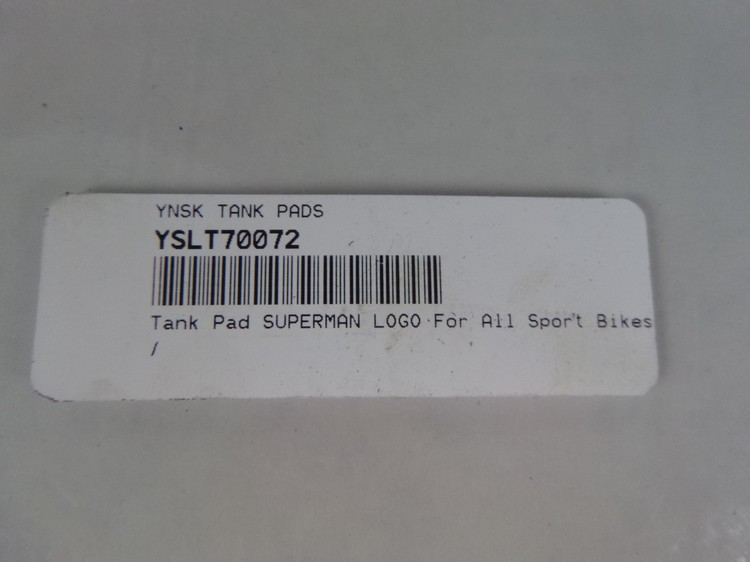 YNSK TANK PADS
YSLT70072
Tank Pad SUPERMAN LOGO For All Sport Bikes
/